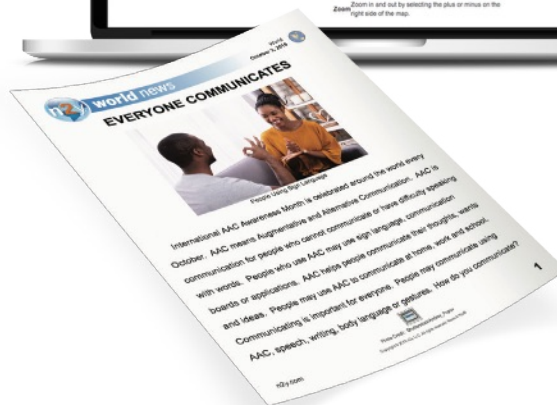 Zoom Zoom in and out by selecting the plus or minus on the
right side of the map.
World
October 3, 2019
n2y world news
EVERYONE COMMUNICATES
People Using Sign Language
International AAC Awareness Month is celebrated around the world every
October. AAC means Augmentative and Alternative Communication. AAC is
communication for people who cannot communicate or have difficulty speaking
with words. People who use AAC may use sign language, communication
boards or applications. AAC helps people communicate their thoughts, wants
and ideas. People may use AAC to communicate at home, work and school.
Communicating is important for everyone. People may communicate using
AAC, speech, writing, body language or gestures. How do you communicate?
1
n2y.com